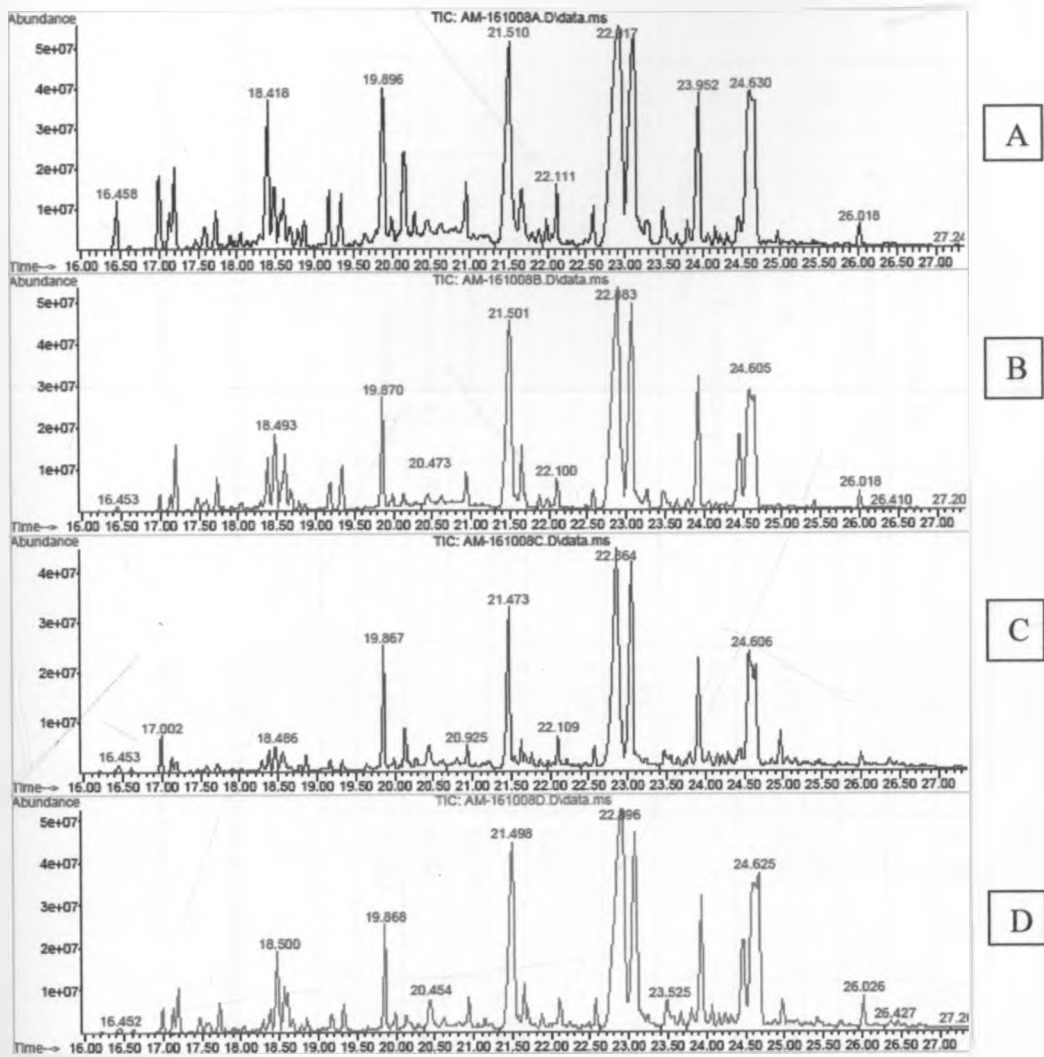 Abundance
TIC: AM-161008A.D\data.ms
5e+07
4e+07
3e+07
2e+07
1e+07
16.458
18.418
19.896
21.510
22.111
22.917
23.952
24.630
26.018
Time-->
16.00 16.50 17.00 17.50 18.00 18.50 19.00 19.50 20.00 20.50 21.00 21.50 22.00 22.50 23.00 23.50 24.00 24.50 25.00 25.50 26.00 26.50 27.00
A
Abundance
TIC: AM-161008B.D\data.ms
5e+07
4e+07
3e+07
2e+07
1e+07
16.453
18.493
19.870
20.473
21.501
22.100
22.883
24.605
26.018
26.410
27.20
Time-->
16.00 16.50 17.00 17.50 18.00 18.50 19.00 19.50 20.00 20.50 21.00 21.50 22.00 22.50 23.00 23.50 24.00 24.50 25.00 25.50 26.00 26.50 27.00
B
Abundance
TIC: AM-161008C.D\data.ms
4e+07
3e+07
2e+07
1e+07
16.453
17.002
18.486
19.867
20.925
21.473
22.109
22.864
24.606
Time-->
16.00 16.50 17.00 17.50 18.00 18.50 19.00 19.50 20.00 20.50 21.00 21.50 22.00 22.50 23.00 23.50 24.00 24.50 25.00 25.50 26.00 26.50 27.00
C
Abundance
TIC: AM-161008D.D\data.ms
5e+07
4e+07
3e+07
2e+07
1e+07
16.452
18.500
19.868
20.454
21.498
22.896
23.525
24.625
26.026
26.427
Time-->
16.00 16.50 17.00 17.50 18.00 18.50 19.00 19.50 20.00 20.50 21.00 21.50 22.00 22.50 23.00 23.50 24.00 24.50 25.00 25.50 26.00 26.50 27.00
D